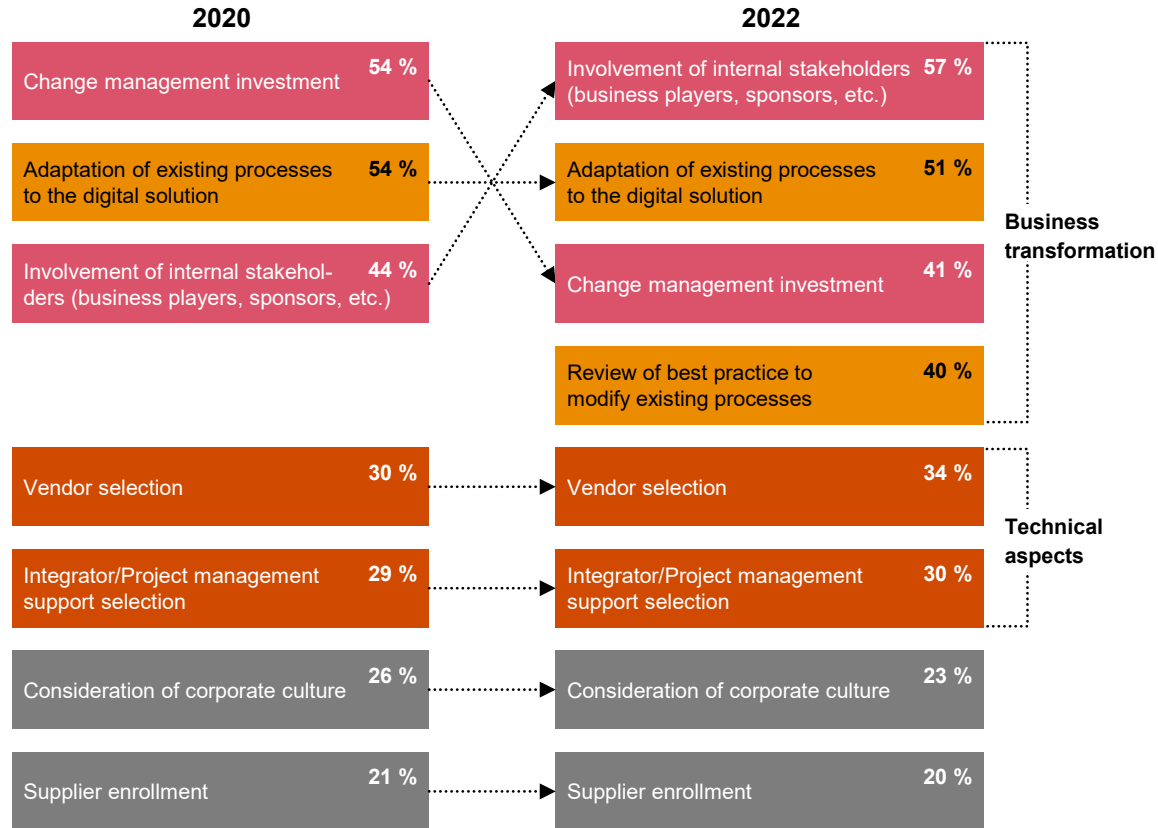 2020
2022
Change management investment
54 %
Involvement of internal stakeholders
(business players, sponsors, etc.)
57 %
Adaptation of existing processes
to the digital solution
54 %
Adaptation of existing processes
to the digital solution
51 %
Involvement of internal stakehol-
ders (business players, sponsors, etc.)
44 %
Change management investment
41 %
Business
transformation
Review of best practice to
modify existing processes
40 %
Vendor selection
30 %
Vendor selection
34 %
Technical
aspects
Integrator/Project management
support selection
29 %
Integrator/Project management
support selection
30 %
Consideration of corporate culture
26 %
Consideration of corporate culture
23 %
Supplier enrollment
21 %
Supplier enrollment
20 %